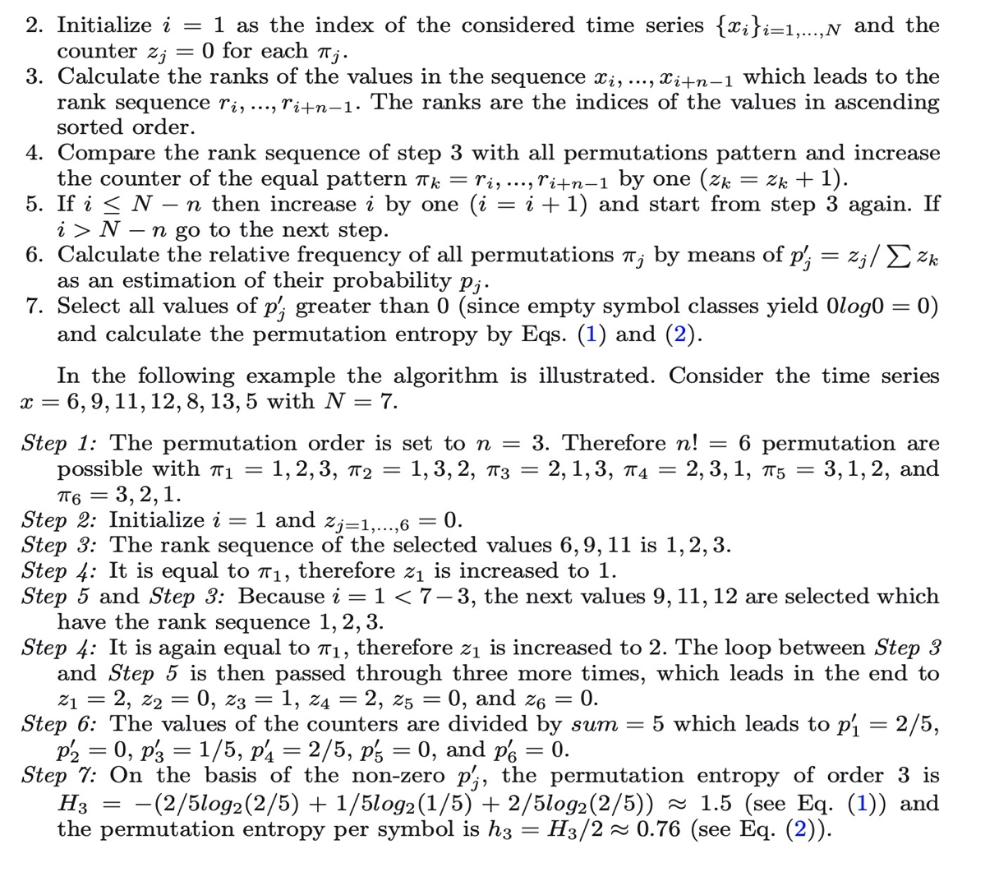 2. Initialize i = 1 as the index of the considered time series {x_i}_{i=1,...,N} and the
counter z_j = 0 for each π_j.
3. Calculate the ranks of the values in the sequence x_i, ..., x_{i+n−1} which leads to the
rank sequence r_i, ..., r_{i+n−1}. The ranks are the indices of the values in ascending
sorted order.
4. Compare the rank sequence of step 3 with all permutations pattern and increase
the counter of the equal pattern π_k = r_i, ..., r_{i+n−1} by one (z_k = z_k + 1).
5. If i ≤ N − n then increase i by one (i = i + 1) and start from step 3 again. If
i > N − n go to the next step.
6. Calculate the relative frequency of all permutations π_j by means of p′_j = z_j/ ∑ z_k
as an estimation of their probability p_j.
7. Select all values of p′_j greater than 0 (since empty symbol classes yield 0log0 = 0)
and calculate the permutation entropy by Eqs. (1) and (2).
In the following example the algorithm is illustrated. Consider the time series
x = 6, 9, 11, 12, 8, 13, 5 with N = 7.
Step 1: The permutation order is set to n = 3. Therefore n! = 6 permutation are
possible with π_1 = 1, 2, 3, π_2 = 1, 3, 2, π_3 = 2, 1, 3, π_4 = 2, 3, 1, π_5 = 3, 1, 2, and
π_6 = 3, 2, 1.
Step 2: Initialize i = 1 and z_{j=1,...,6} = 0.
Step 3: The rank sequence of the selected values 6, 9, 11 is 1, 2, 3.
Step 4: It is equal to π_1, therefore z_1 is increased to 1.
Step 5 and Step 3: Because i = 1 < 7 − 3, the next values 9, 11, 12 are selected which
have the rank sequence 1, 2, 3.
Step 4: It is again equal to π_1, therefore z_1 is increased to 2. The loop between Step 3
and Step 5 is then passed through three more times, which leads in the end to
z_1 = 2, z_2 = 0, z_3 = 1, z_4 = 2, z_5 = 0, and z_6 = 0.
Step 6: The values of the counters are divided by sum = 5 which leads to p′_1 = 2/5,
p′_2 = 0, p′_3 = 1/5, p′_4 = 2/5, p′_5 = 0, and p′_6 = 0.
Step 7: On the basis of the non-zero p′_j, the permutation entropy of order 3 is
H_3 = −(2/5log_2(2/5) + 1/5log_2(1/5) + 2/5log_2(2/5)) ≈ 1.5 (see Eq. (1)) and
the permutation entropy per symbol is h_3 = H_3/2 ≈ 0.76 (see Eq. (2)).